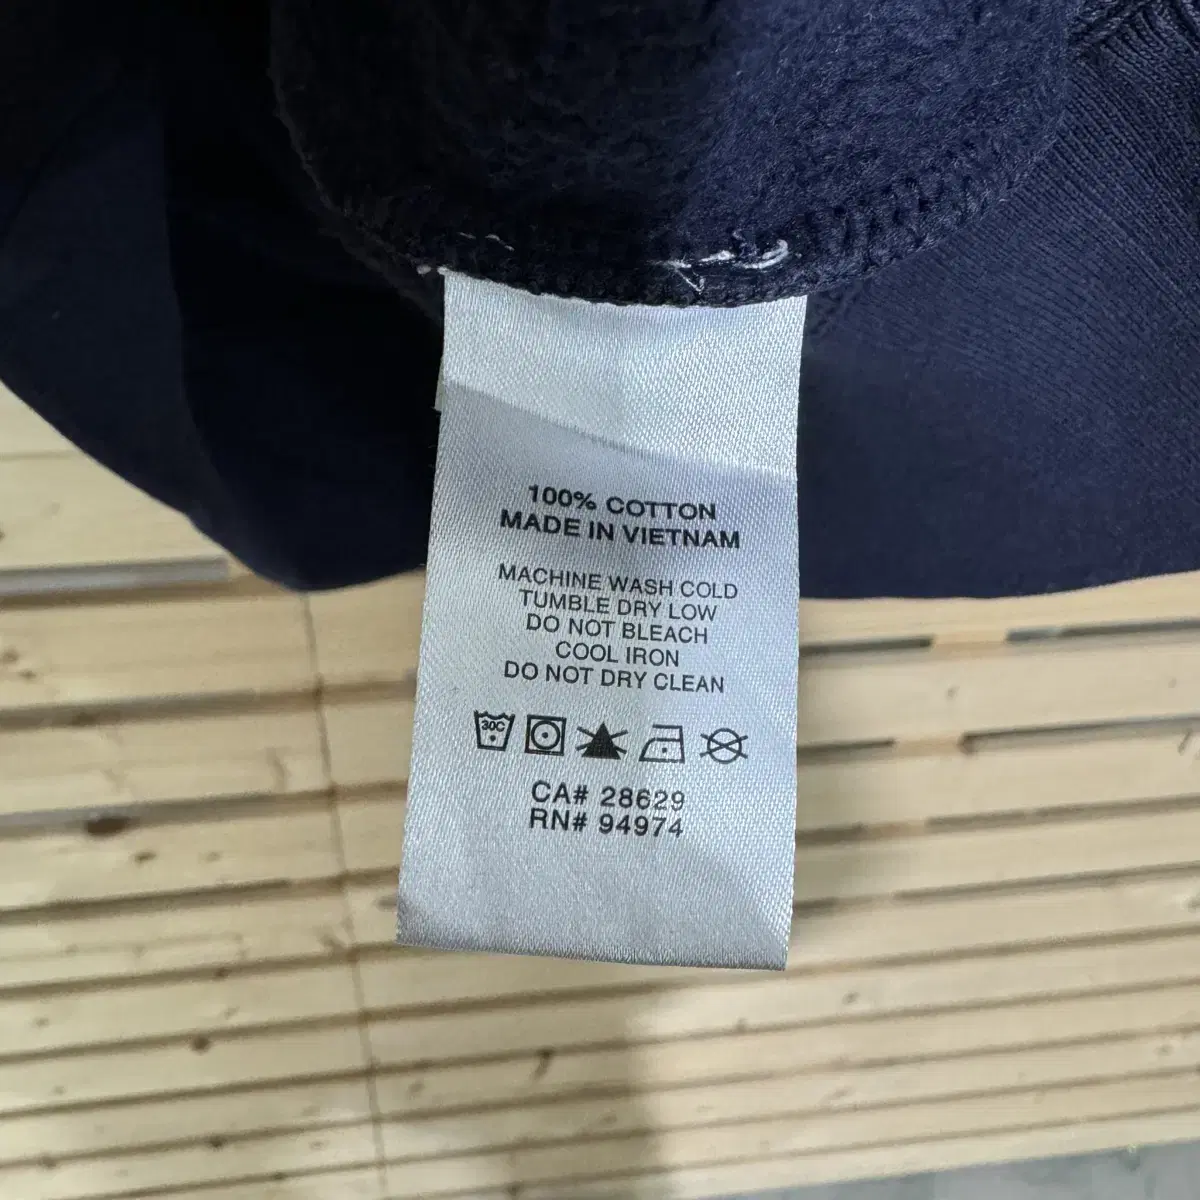 100% COTTON
MADE IN VIETNAM
MACHINE WASH COLD
TUMBLE DRY LOW
DO NOT BLEACH
COOL IRON
DO NOT DRY CLEAN
30C
CA# 28629
RN# 94974